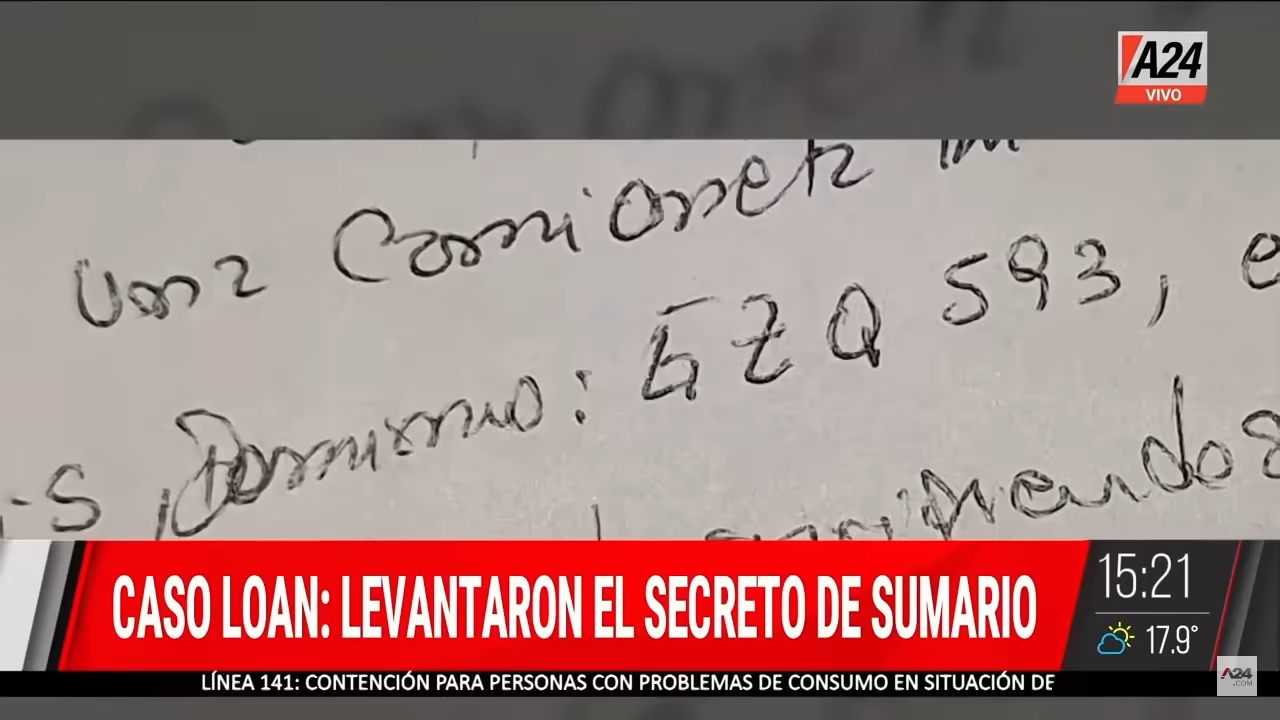 A24
VIVO
una camioneta
EZQ 593, e
-S, Dominio:
CASO LOAN: LEVANTARON EL SECRETO DE SUMARIO
15:21
17.9°
LÍNEA 141: CONTENCIÓN PARA PERSONAS CON PROBLEMAS DE CONSUMO EN SITUACIÓN DE
A24
.COM